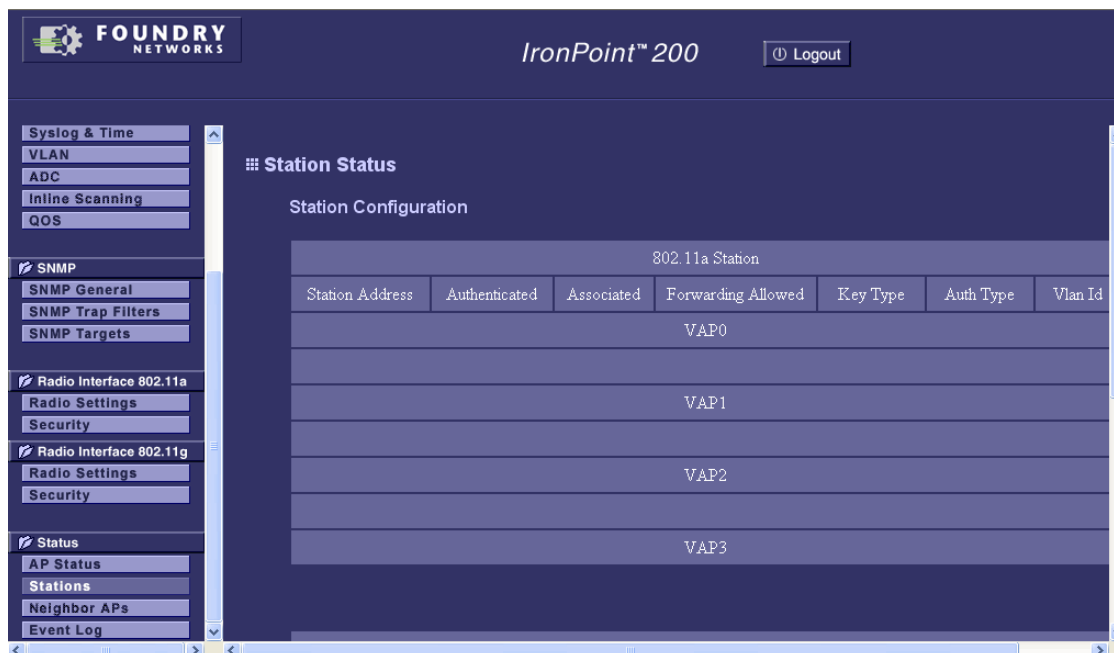 FOUNDRY
NETWORKS
IronPoint™ 200
Logout
Syslog & Time
VLAN
ADC
Inline Scanning
QOS
SNMP
SNMP General
SNMP Trap Filters
SNMP Targets
Radio Interface 802.11a
Radio Settings
Security
Radio Interface 802.11g
Radio Settings
Security
Status
AP Status
Stations
Neighbor APs
Event Log
Station Status
Station Configuration
802.11a Station
Station Address Authenticated Associated Forwarding Allowed Key Type Auth Type Vlan Id
VAP0
VAP1
VAP2
VAP3